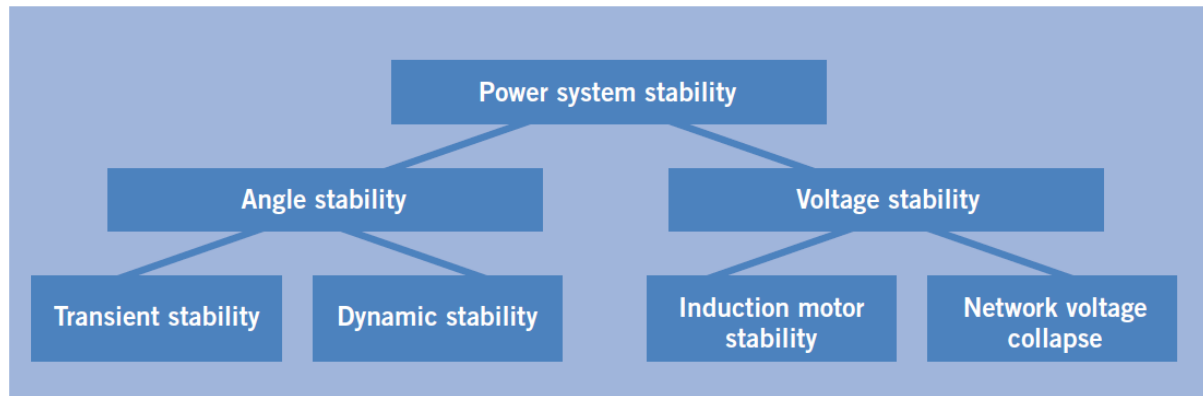 Power system stability
Angle stability
Voltage stability
Transient stability
Dynamic stability
Induction motor
stability
Network voltage
collapse